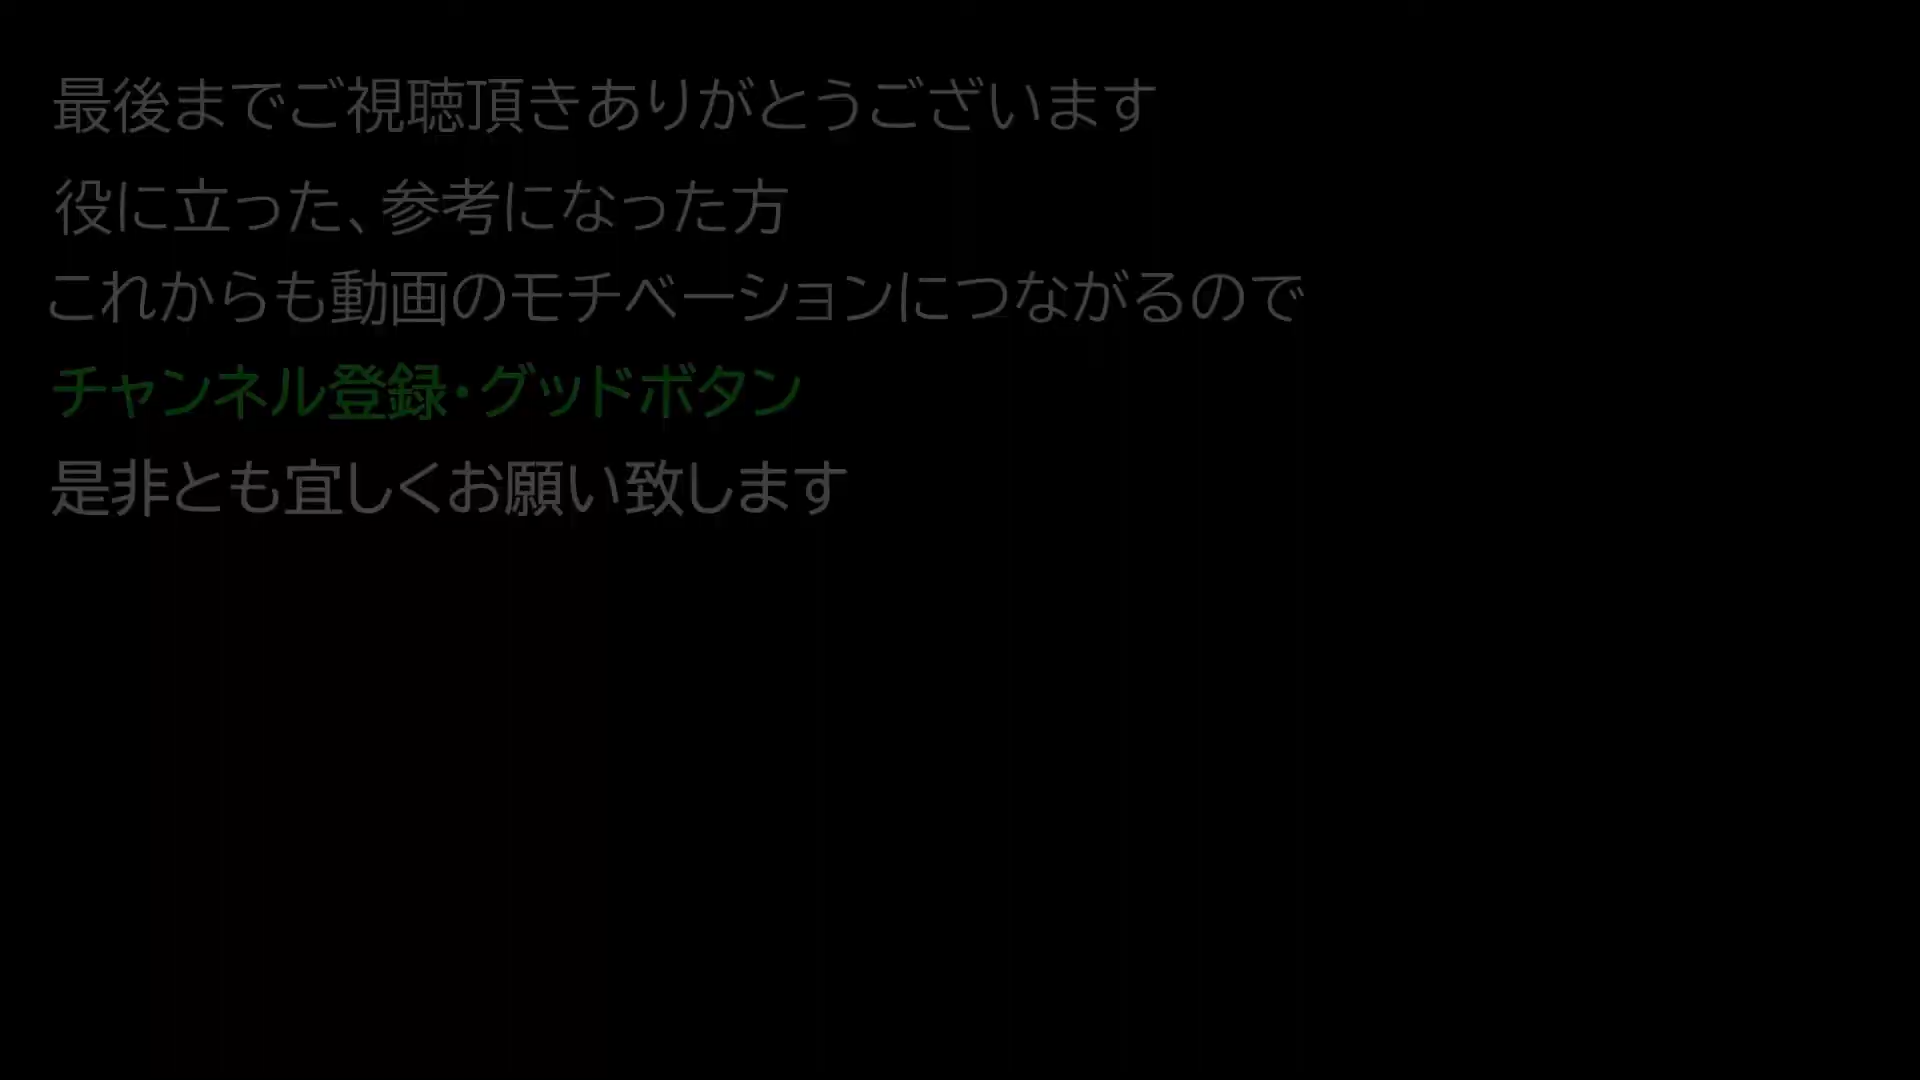 最後までご視聴頂きありがとうございます
役に立った、参考になった方
これからも動画のモチベーションにつながるので
チャンネル登録・グッドボタン
是非とも宜しくお願い致します